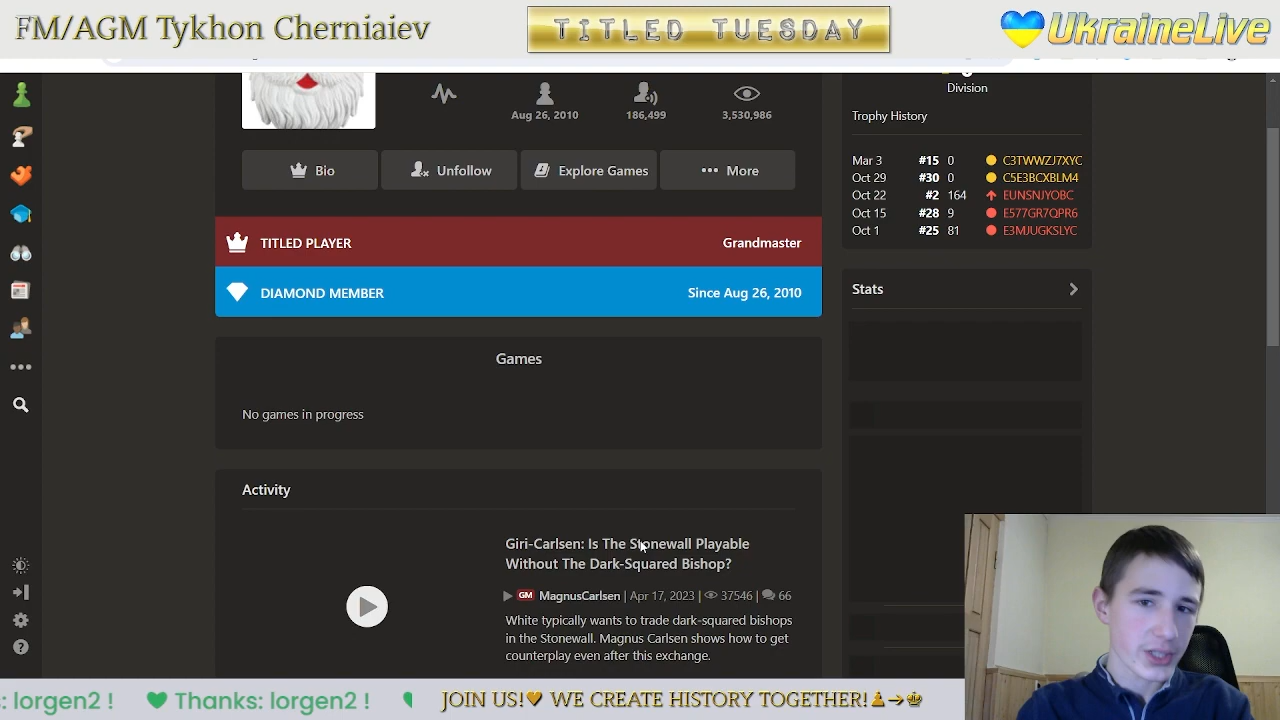 FM/AGM Tykhon Cherniaiev
TITLED TUESDAY
UkraineLive
Aug 26, 2010
186,499
3,530,986
Bio
Unfollow
Explore Games
More
TITLED PLAYER
Grandmaster
DIAMOND MEMBER
Since Aug 26, 2010
Games
No games in progress
Activity
Giri-Carlsen: Is The Stonewall Playable
Without The Dark-Squared Bishop?
GM MagnusCarlsen | Apr 17, 2023 | 37546 | 66
White typically wants to trade dark-squared bishops
in the Stonewall. Magnus Carlsen shows how to get
counterplay even after this exchange.
Division
Trophy History
Mar 3 #15 0 C3TWWZJ7XYC
Oct 29 #30 0 C5E3BCXBLM4
Oct 22 #2 164 EUNSNJYOBC
Oct 15 #28 9 E577GR7QPR6
Oct 1 #25 81 E3MJUGKSLYC
Stats
: lorgen2 ! Thanks: lorgen2 !
JOIN US! WE CREATE HISTORY TOGETHER!